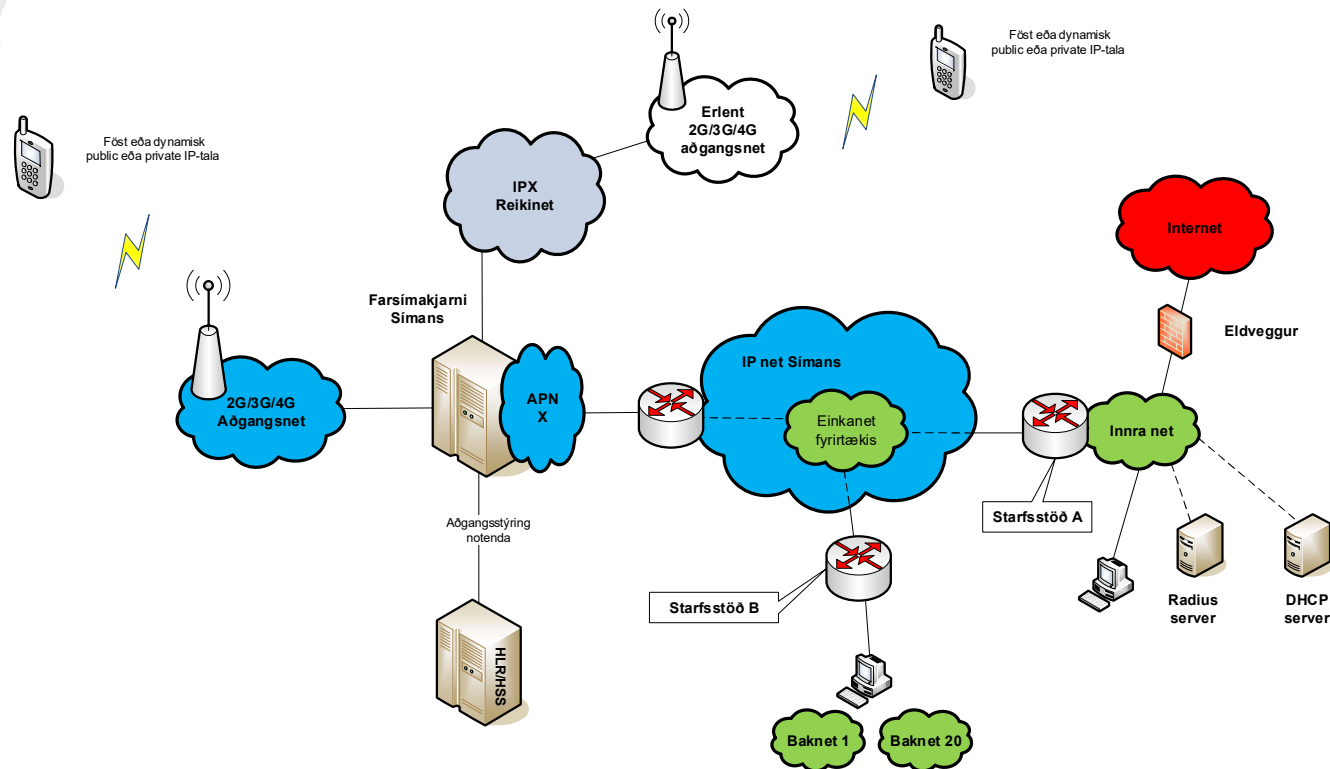 Föst eða dynamisk
public eða private IP-tala
Föst eða dynamisk
public eða private IP-tala
Erlent
2G/3G/4G
aðgangsnet
IPX
Reikinet
Internet
Farsímakjarni
Símans
Eldveggur
IP net Símans
2G/3G/4G
Aðgangsnet
APN
X
Einkanet
fyrirtækis
Innra net
Starfsstöð A
Aðgangsstýring
notenda
Starfsstöð B
Radius
server
DHCP
server
HLR/HSS
Baknet 1
Baknet 20